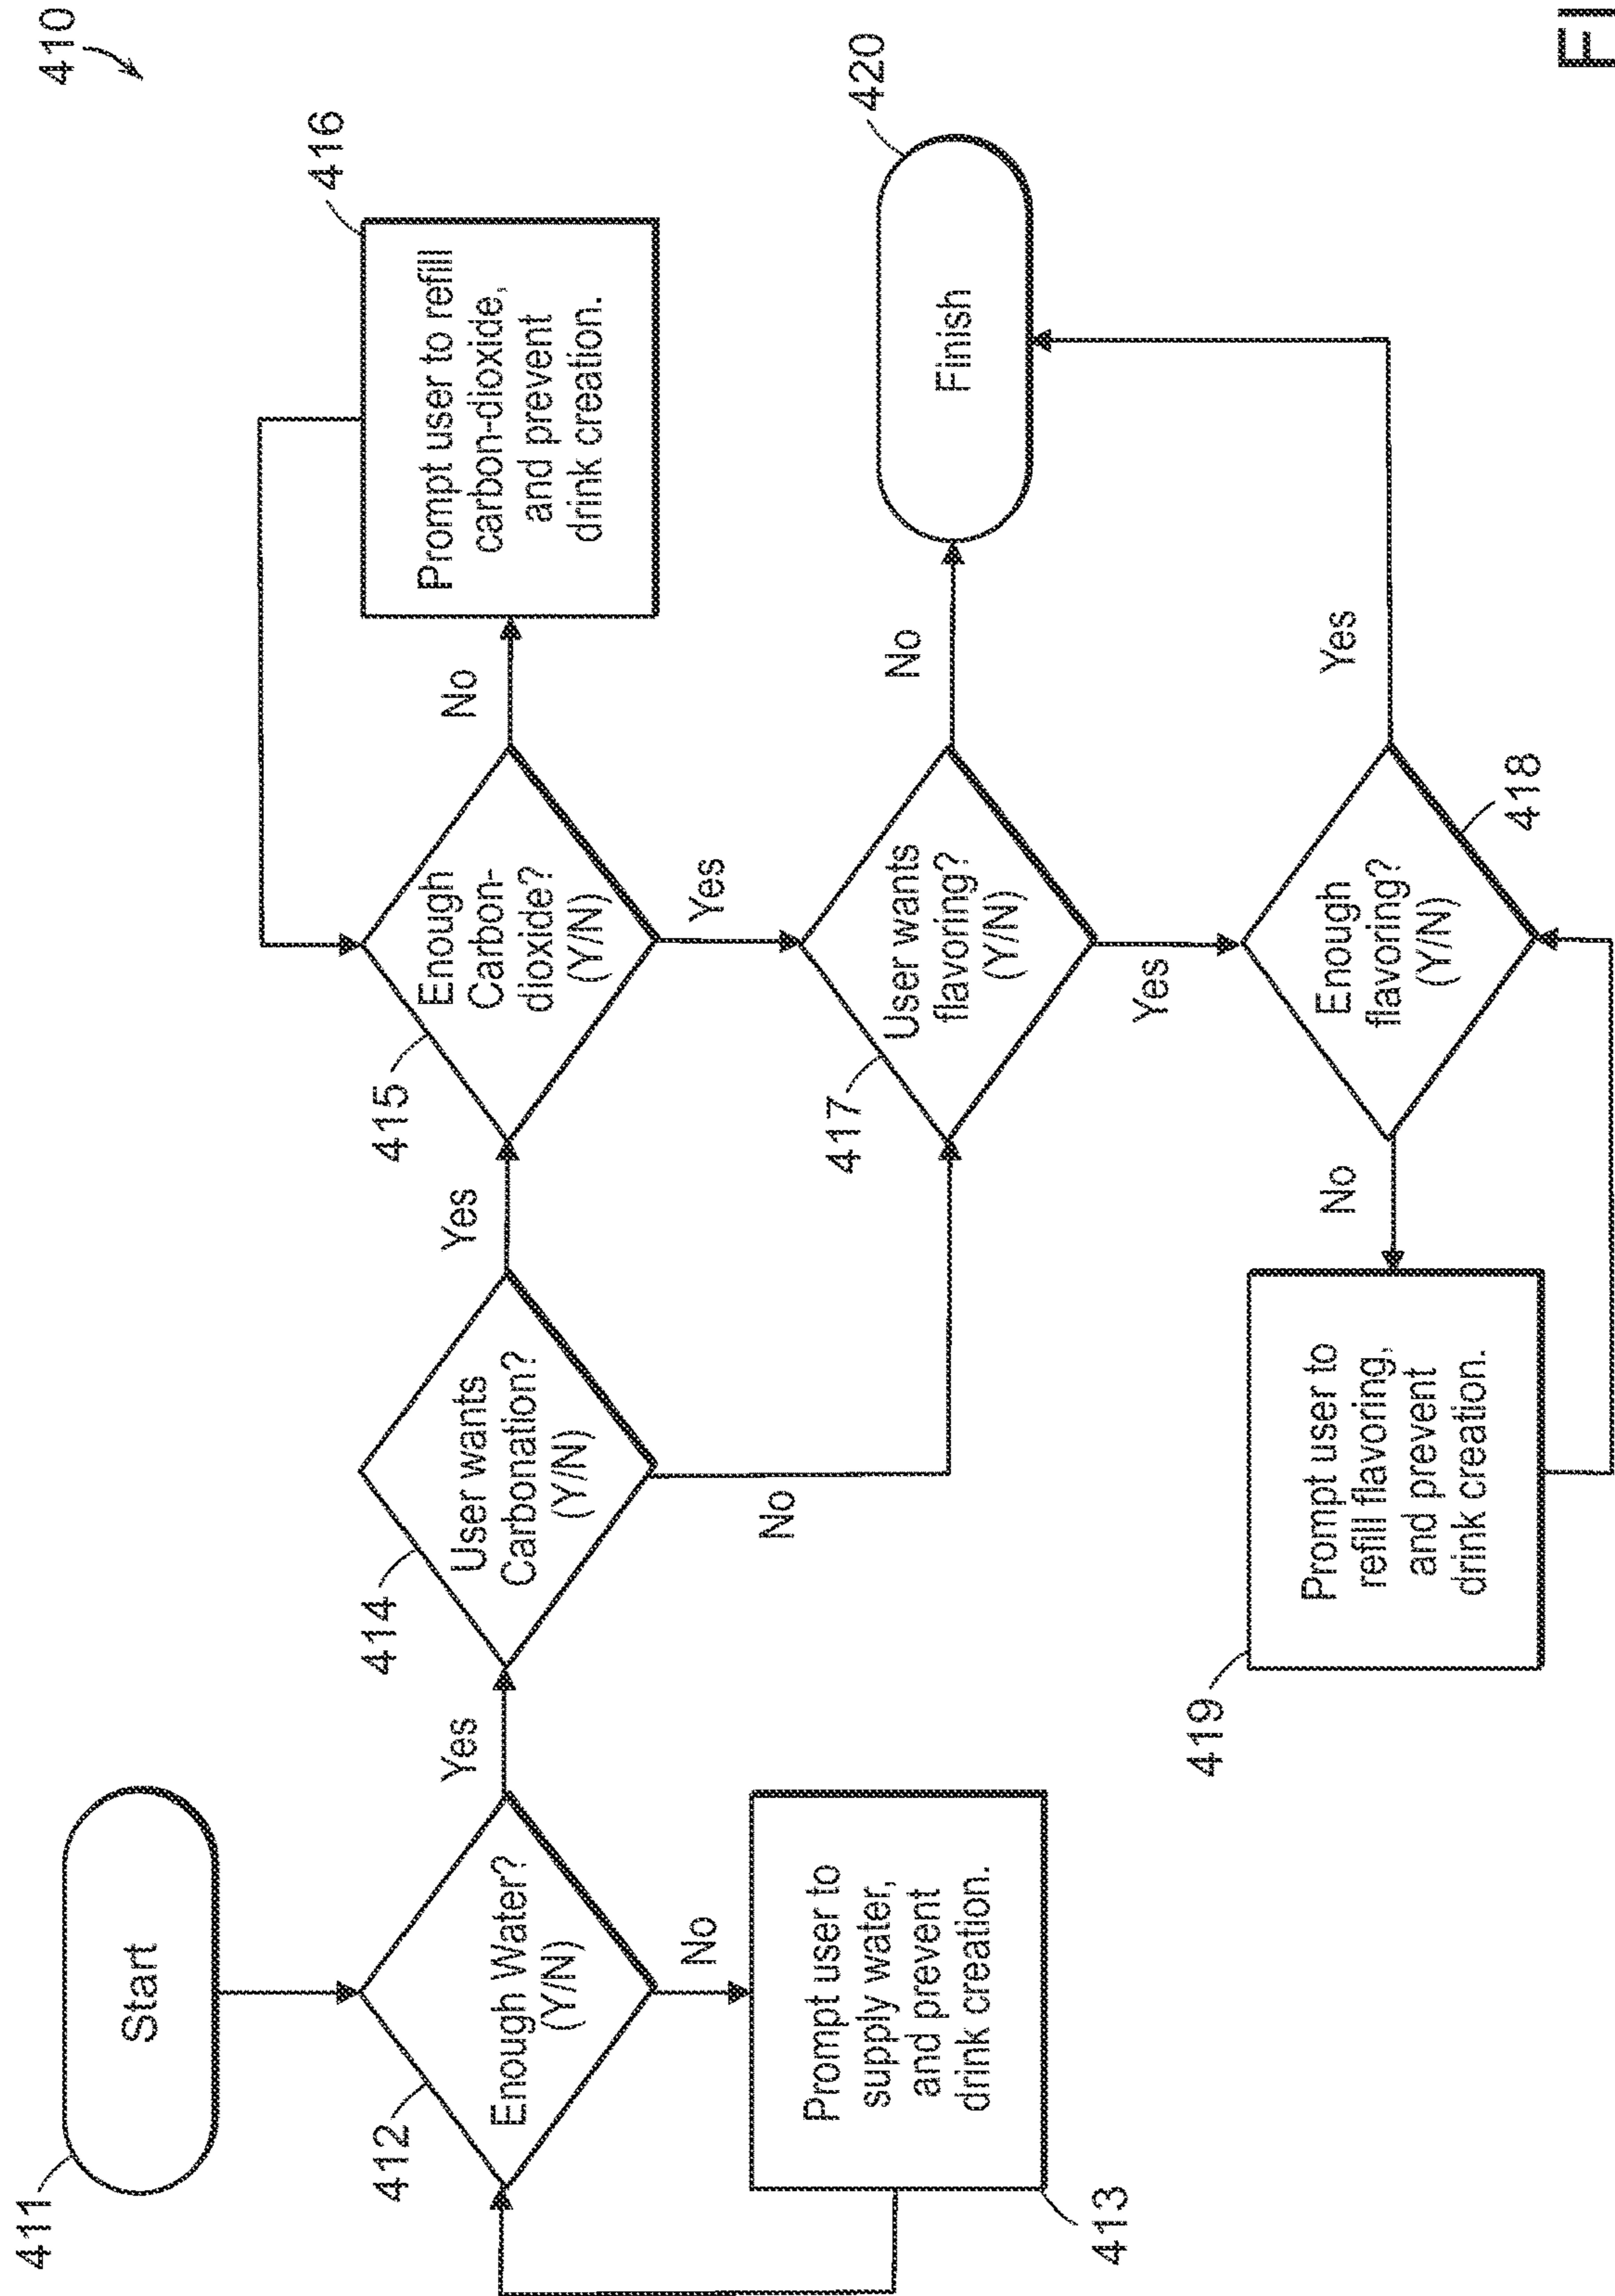 410
411
Start
412
Enough Water?
(Y/N)
Yes
No
Prompt user to
supply water,
and prevent
drink creation.
413
414
User wants
Carbonation?
(Y/N)
Yes
No
415
Enough
Carbon-
dioxide?
(Y/N)
No
Yes
416
Prompt user to refill
carbon-dioxide,
and prevent
drink creation.
417
User wants
flavoring?
(Y/N)
No
Yes
420
Finish
418
Enough
flavoring?
(Y/N)
Yes
No
419
Prompt user to
refill flavoring,
and prevent
drink creation.